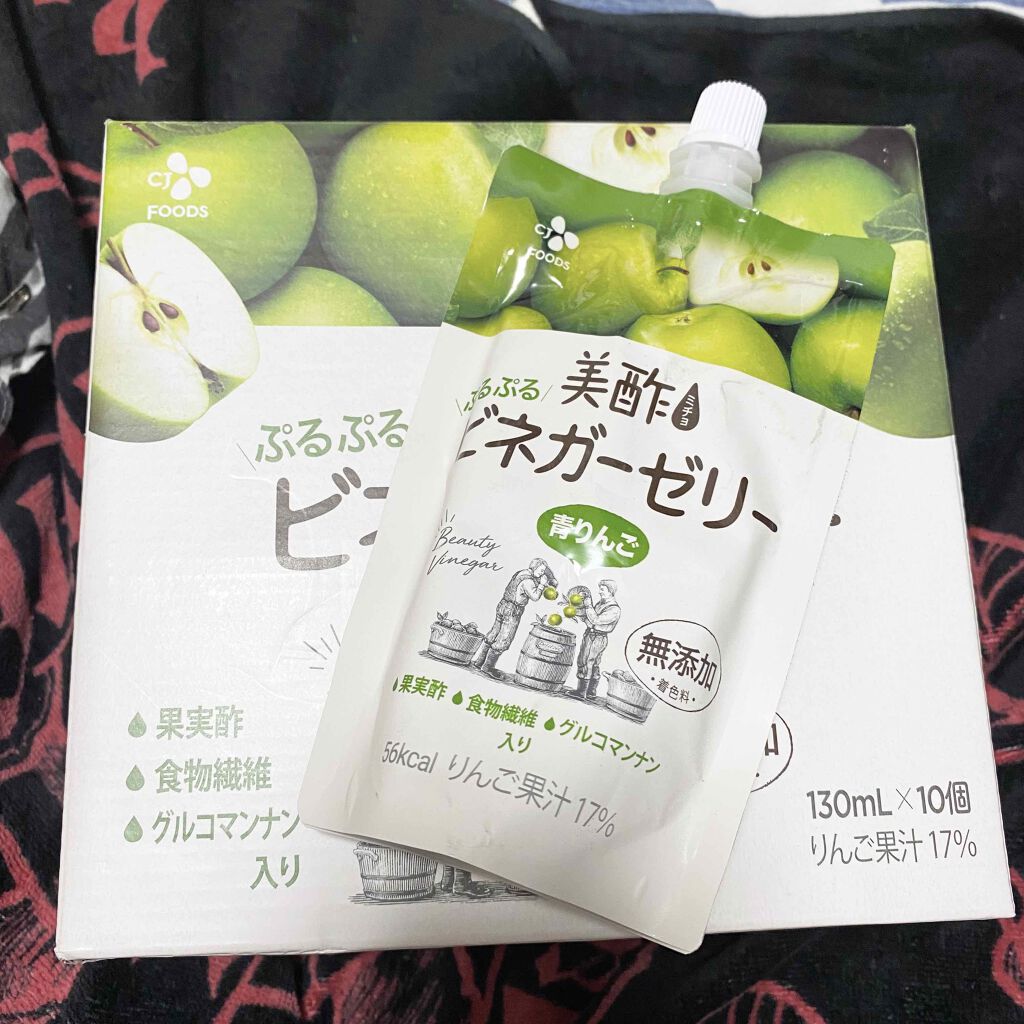 CJ
FOODS
ぷるぷる
ビネ
果実酢
食物繊維
グルコマンナン
入り
130mL×10個
りんご果汁 17%
CJ
FOODS
美酢
ミチョ
ぷるぷる
ビネガーゼリー
青りんご
Beauty
Vinegar
無添加
・着色料・
果実酢 食物繊維 グルコマンナン
入り
56kcal りんご果汁 17%